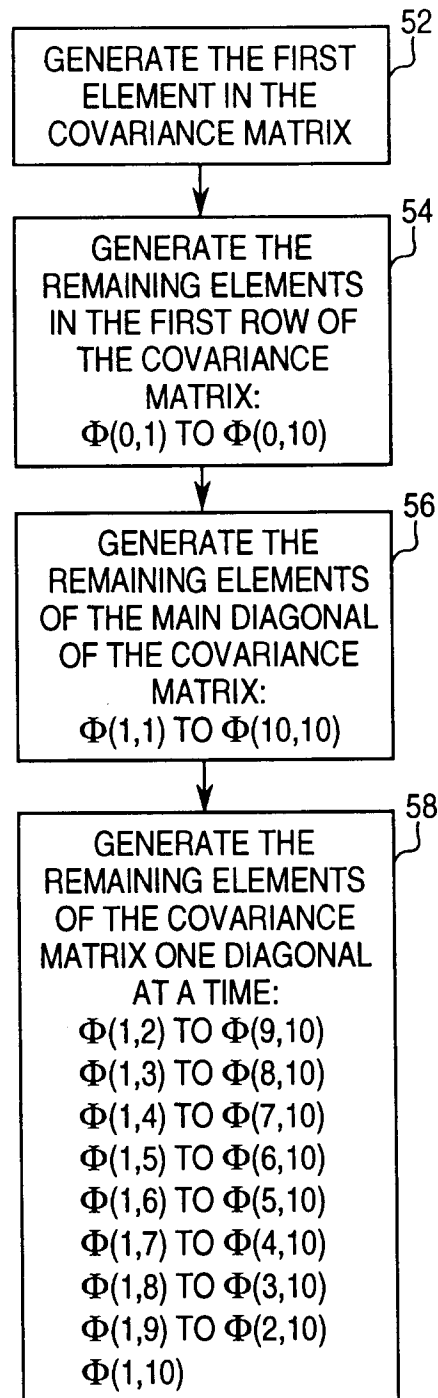 52
GENERATE THE FIRST
ELEMENT IN THE
COVARIANCE MATRIX
54
GENERATE THE
REMAINING ELEMENTS
IN THE FIRST ROW OF
THE COVARIANCE
MATRIX:
Φ(0,1) TO Φ(0,10)
56
GENERATE THE
REMAINING ELEMENTS
OF THE MAIN DIAGONAL
OF THE COVARIANCE
MATRIX:
Φ(1,1) TO Φ(10,10)
58
GENERATE THE
REMAINING ELEMENTS
OF THE COVARIANCE
MATRIX ONE DIAGONAL
AT A TIME:
Φ(1,2) TO Φ(9,10)
Φ(1,3) TO Φ(8,10)
Φ(1,4) TO Φ(7,10)
Φ(1,5) TO Φ(6,10)
Φ(1,6) TO Φ(5,10)
Φ(1,7) TO Φ(4,10)
Φ(1,8) TO Φ(3,10)
Φ(1,9) TO Φ(2,10)
Φ(1,10)